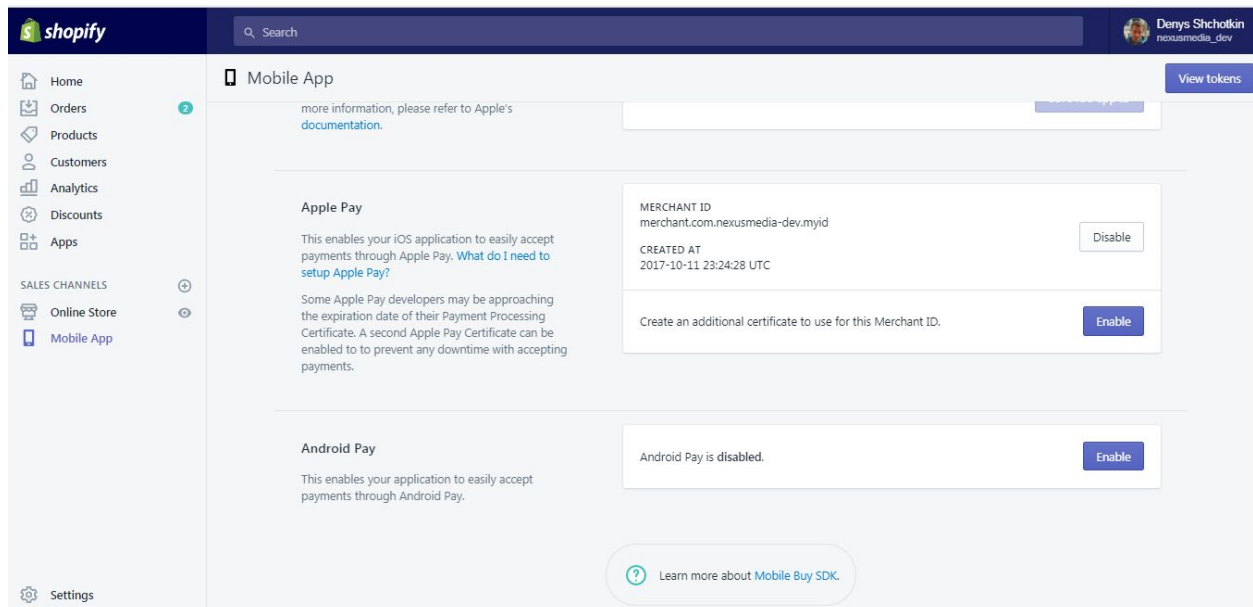 shopify
Search
Denys Shchotkin
nexusmedia_dev
Home
Orders
2
Products
Customers
Analytics
Discounts
Apps
SALES CHANNELS
Online Store
Mobile App
Settings
Mobile App
View tokens
more information, please refer to Apple's
documentation.
Apple Pay
This enables your iOS application to easily accept
payments through Apple Pay. What do I need to
setup Apple Pay?
Some Apple Pay developers may be approaching
the expiration date of their Payment Processing
Certificate. A second Apple Pay Certificate can be
enabled to to prevent any downtime with accepting
payments.
MERCHANT ID
merchant.com.nexusmedia-dev.myid
CREATED AT
2017-10-11 23:24:28 UTC
Disable
Create an additional certificate to use for this Merchant ID.
Enable
Android Pay
This enables your application to easily accept
payments through Android Pay.
Android Pay is disabled.
Enable
Learn more about Mobile Buy SDK.